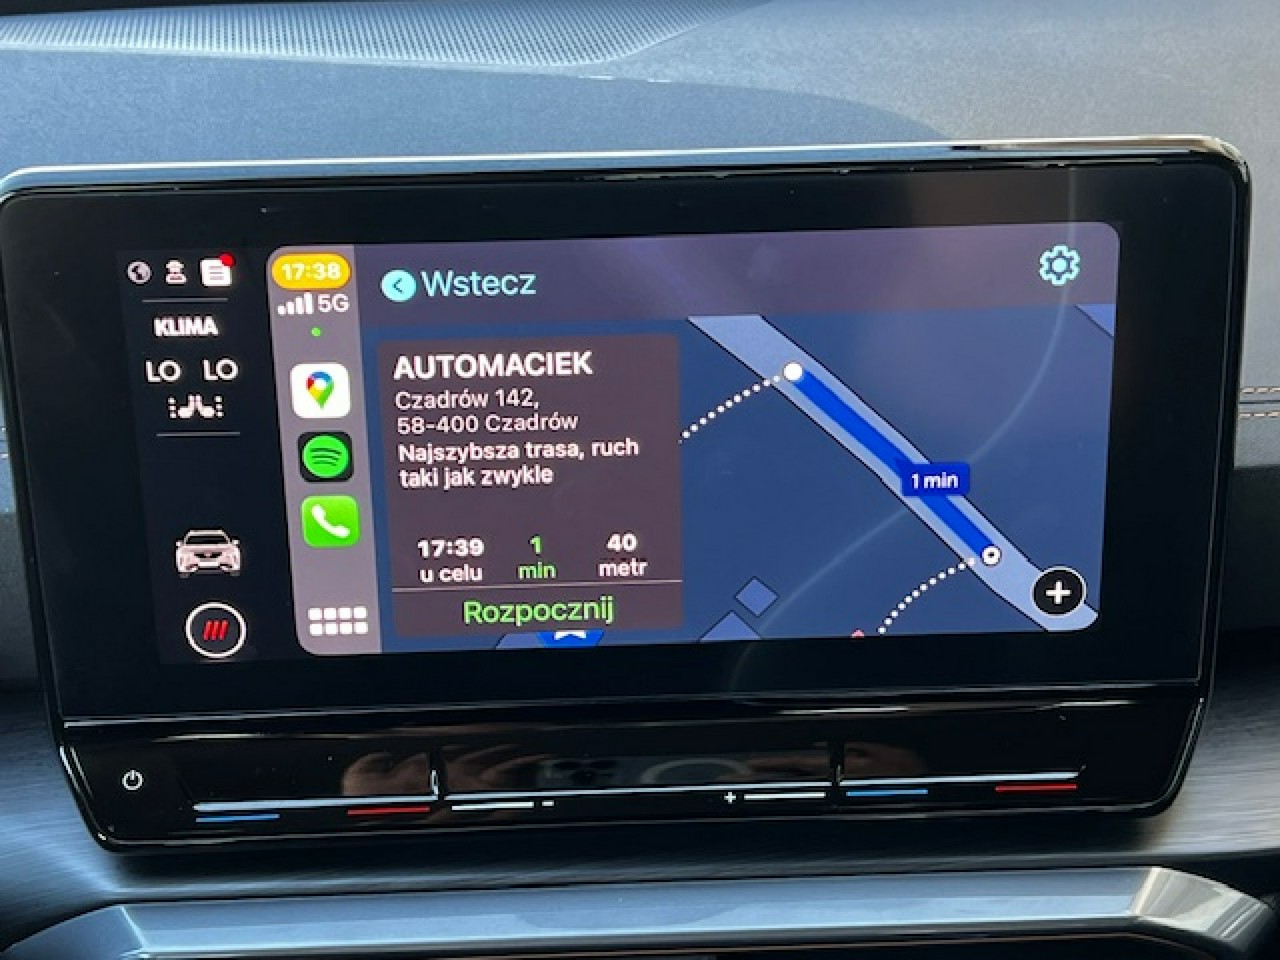 17:38
5G
Wstecz
KLIMA
LO LO
AUTOMACIEK
Czadrów 142,
58-400 Czadrów
Najszybsza trasa, ruch
taki jak zwykle
17:39 1 40
u celu min metr
Rozpocznij
1 min